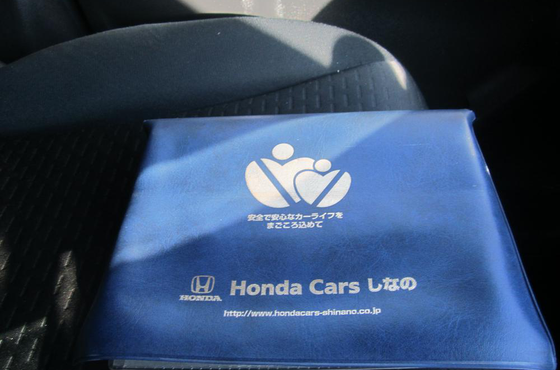 安全で安心なカーライフを
まごころ込めて
HONDA
Honda Cars しなの
http://www.hondacars-shinano.co.jp